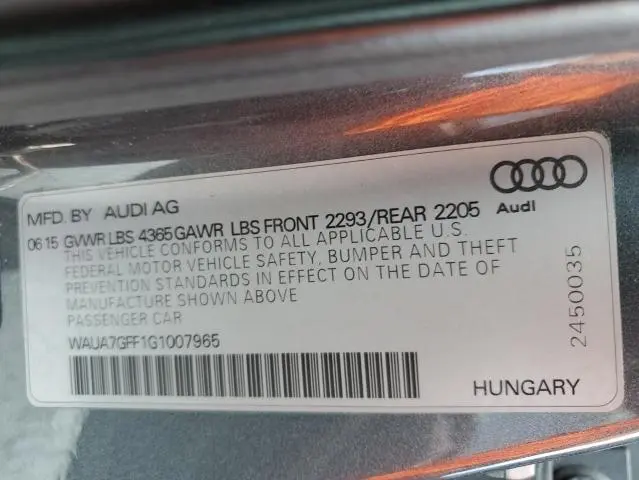 MFD. BY AUDI AG
Audi
06 15 GVWR LBS 4365 GAWR LBS FRONT 2293/REAR 2205
THIS VEHICLE CONFORMS TO ALL APPLICABLE U.S.
FEDERAL MOTOR VEHICLE SAFETY, BUMPER AND THEFT
PREVENTION STANDARDS IN EFFECT ON THE DATE OF
MANUFACTURE SHOWN ABOVE
PASSENGER CAR
WAUA7GFF1G1007965
2450035
HUNGARY